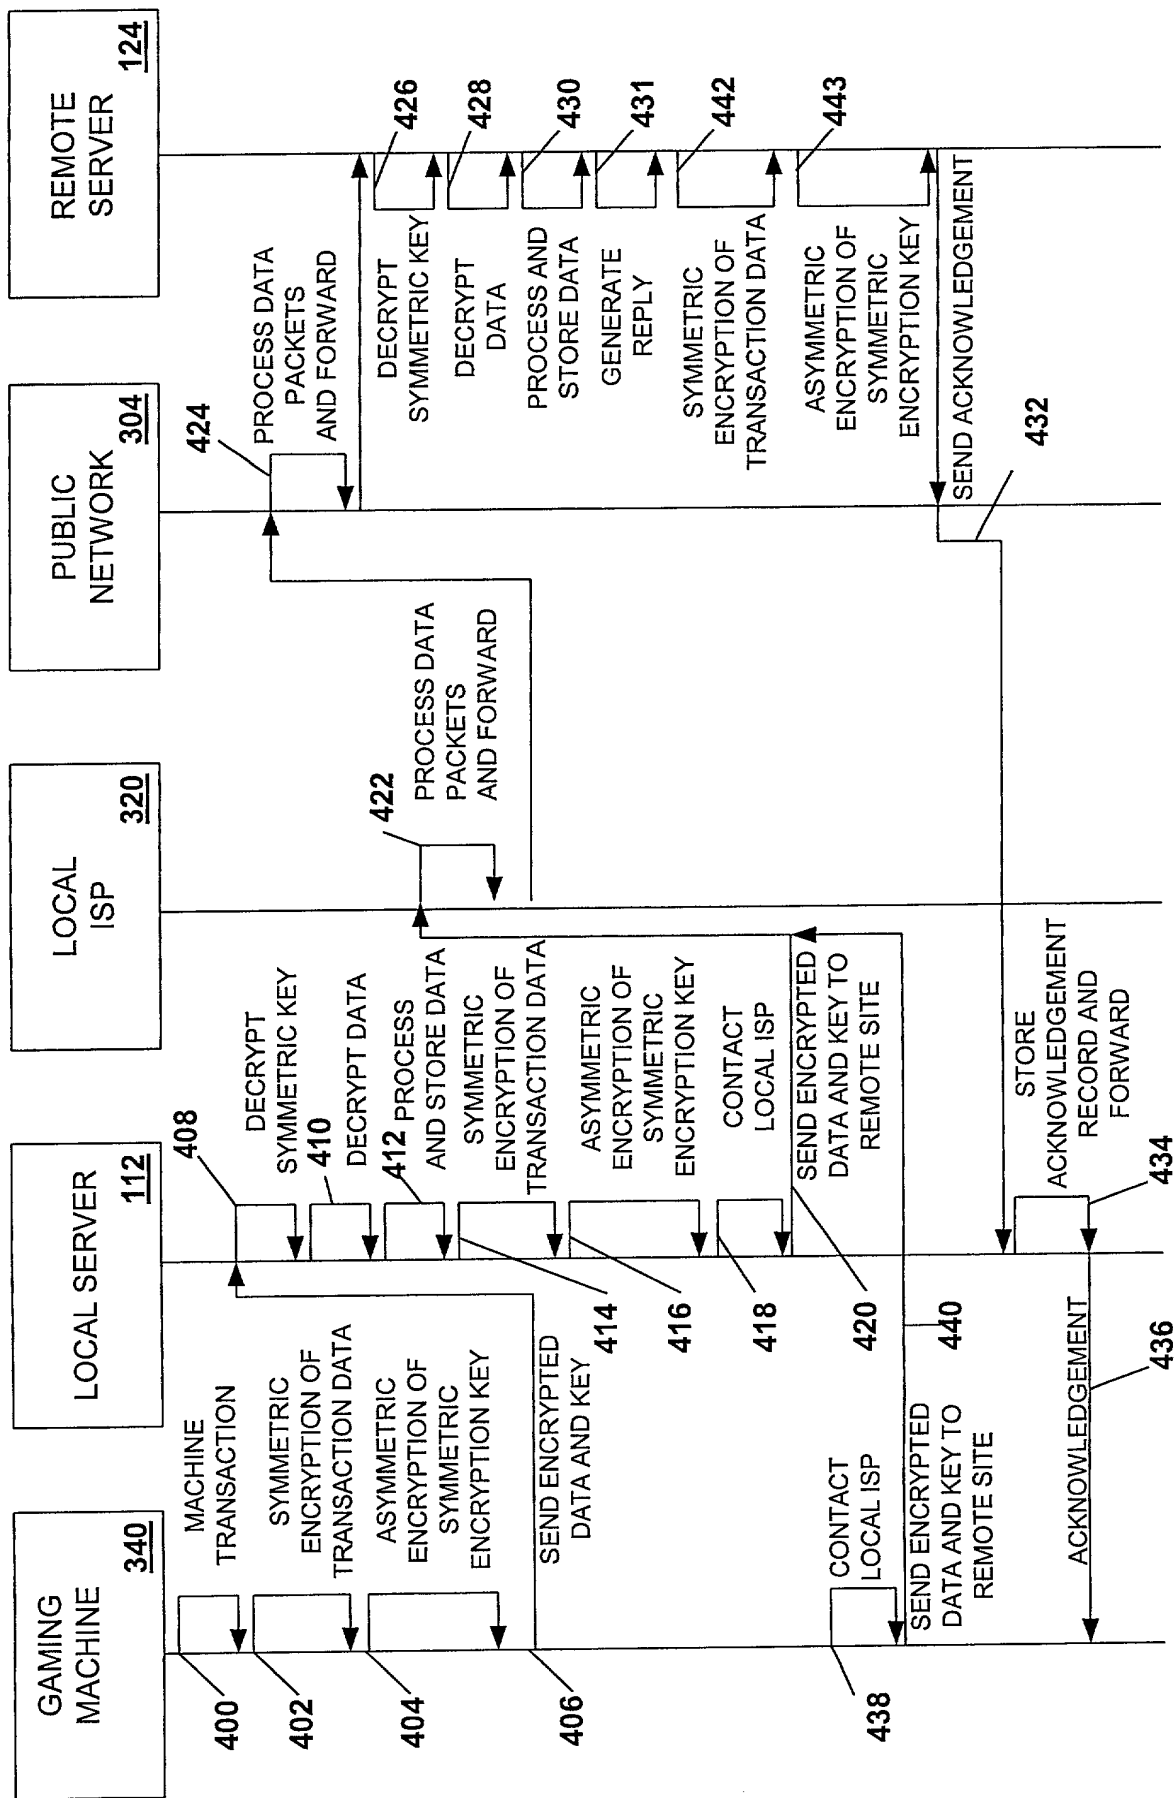 GAMING
MACHINE
340
LOCAL SERVER
112
LOCAL
ISP
320
PUBLIC
NETWORK
304
REMOTE
SERVER
124
400
MACHINE
TRANSACTION
402
SYMMETRIC
ENCRYPTION OF
TRANSACTION DATA
404
ASYMMETRIC
ENCRYPTION OF
SYMMETRIC
ENCRYPTION KEY
406
SEND ENCRYPTED
DATA AND KEY
438
CONTACT
LOCAL ISP
SEND ENCRYPTED
DATA AND KEY TO
REMOTE SITE
440
ACKNOWLEDGEMENT
436
408
DECRYPT
SYMMETRIC KEY
410
DECRYPT DATA
412
PROCESS
AND STORE DATA
414
SYMMETRIC
ENCRYPTION OF
TRANSACTION DATA
416
ASYMMETRIC
ENCRYPTION OF
SYMMETRIC
ENCRYPTION KEY
418
CONTACT
LOCAL ISP
420
SEND ENCRYPTED
DATA AND KEY TO
REMOTE SITE
STORE
ACKNOWLEDGEMENT
RECORD AND
FORWARD
434
422
PROCESS DATA
PACKETS
AND FORWARD
424
PROCESS DATA
PACKETS
AND FORWARD
426
DECRYPT
SYMMETRIC KEY
428
DECRYPT
DATA
430
PROCESS AND
STORE DATA
431
GENERATE
REPLY
442
SYMMETRIC
ENCRYPTION OF
TRANSACTION DATA
443
ASYMMETRIC
ENCRYPTION OF
SYMMETRIC
ENCRYPTION KEY
SEND ACKNOWLEDGEMENT
432